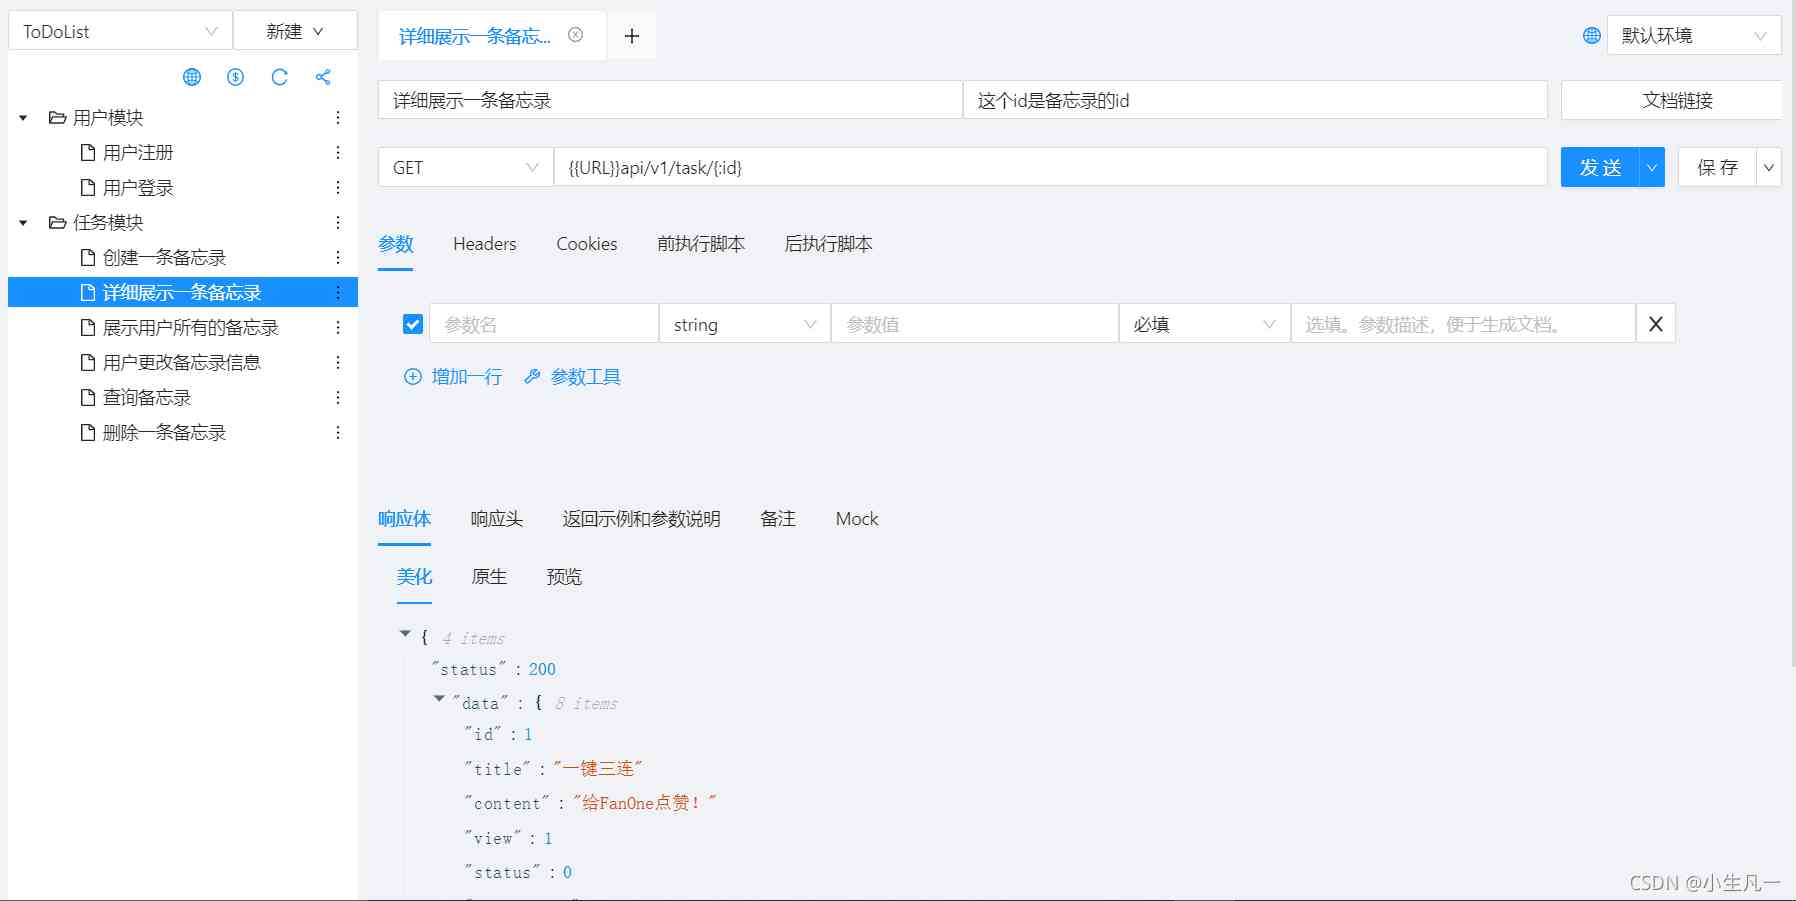 ToDoList
新建
用户模块
用户注册
用户登录
任务模块
创建一条备忘录
详细展示一条备忘录
展示用户所有的备忘录
用户更改备忘录信息
查询备忘录
删除一条备忘录
详细展示一条备忘...
默认环境
详细展示一条备忘录
这个id是备忘录的id
文档链接
GET
{{URL}}api/v1/task/{:id}
发 送
保 存
参数 Headers Cookies 前执行脚本 后执行脚本
参数名 string 参数值 必填 选填。参数描述，便于生成文档。
增加一行 参数工具
响应体 响应头 返回示例和参数说明 备注 Mock
美化 原生 预览
{ 4 items
"status" : 200
"data" : { 8 items
"id" : 1
"title" : "一键三连"
"content" : "给FanOne点赞！"
"view" : 1
"status" : 0
CSDN @小生凡一